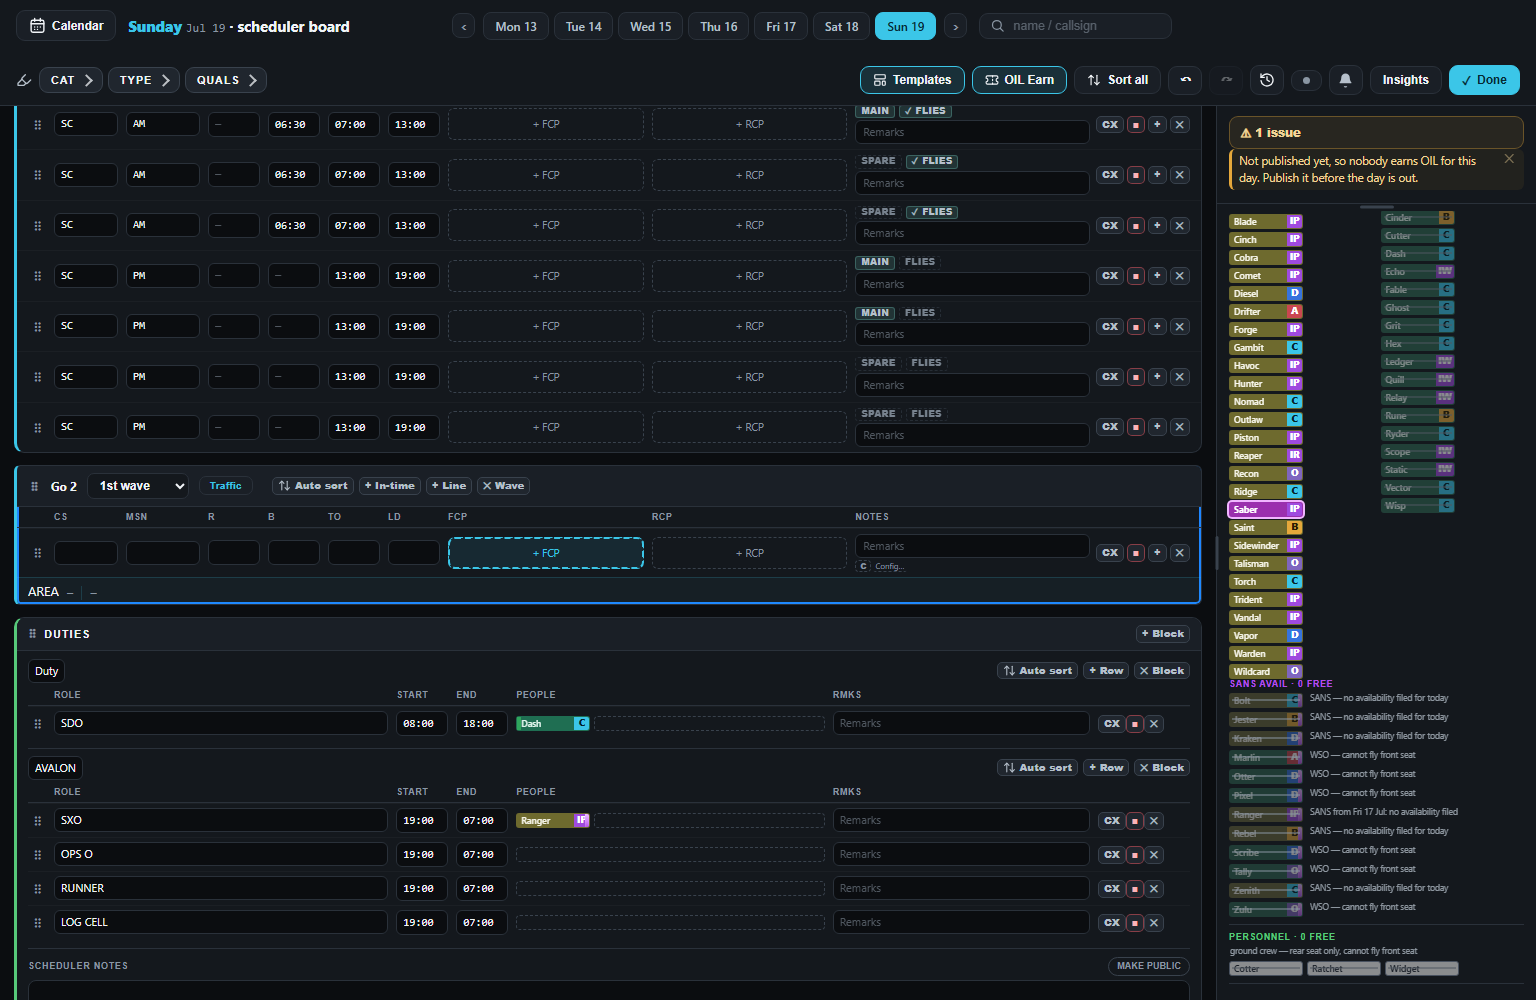 Calendar
Sunday Jul 19 · scheduler board
Mon 13
Tue 14
Wed 15
Thu 16
Fri 17
Sat 18
Sun 19
name / callsign
CAT
TYPE
QUALS
Templates
OIL Earn
Sort all
Insights
✓ Done
SC AM – 06:30 07:00 13:00 + FCP + RCP MAIN ✓ FLIES Remarks CX
SC AM – 06:30 07:00 13:00 + FCP + RCP SPARE ✓ FLIES Remarks CX
SC AM – 06:30 07:00 13:00 + FCP + RCP SPARE ✓ FLIES Remarks CX
SC PM – – 13:00 19:00 + FCP + RCP MAIN FLIES Remarks CX
SC PM – – 13:00 19:00 + FCP + RCP MAIN FLIES Remarks CX
SC PM – – 13:00 19:00 + FCP + RCP SPARE FLIES Remarks CX
SC PM – – 13:00 19:00 + FCP + RCP SPARE FLIES Remarks CX
Go 2 1st wave Traffic Auto sort + In-time + Line ✕ Wave
CS MSN R B TO LD FCP RCP NOTES
+ FCP + RCP Remarks CX
C Config...
AREA – –
DUTIES + Block
Duty Auto sort + Row ✕ Block
ROLE START END PEOPLE RMKS
SDO 08:00 18:00 Dash C Remarks CX
AVALON Auto sort + Row ✕ Block
ROLE START END PEOPLE RMKS
SXO 19:00 07:00 Ranger IP Remarks CX
OPS O 19:00 07:00 Remarks CX
RUNNER 19:00 07:00 Remarks CX
LOG CELL 19:00 07:00 Remarks CX
SCHEDULER NOTES MAKE PUBLIC
⚠ 1 issue
Not published yet, so nobody earns OIL for this
day. Publish it before the day is out.
Blade IP
Cinch IP
Cobra IP
Comet IP
Diesel D
Drifter A
Forge IP
Gambit C
Havoc IP
Hunter IP
Nomad C
Outlaw C
Piston IP
Reaper IR
Recon O
Ridge C
Saber IP
Saint B
Sidewinder IP
Talisman O
Torch C
Trident IP
Vandal IP
Vapor D
Warden IP
Wildcard O
Cinder B
Cutter C
Dash C
Echo
Fable C
Ghost C
Grit C
Hex C
Ledger
Quill
Relay
Rune B
Ryder C
Scope
Static
Vector C
Wisp C
SANS AVAIL · 0 FREE
Bolt C SANS — no availability filed for today
Jester B SANS — no availability filed for today
Kraken D SANS — no availability filed for today
Marlin A WSO — cannot fly front seat
Otter D WSO — cannot fly front seat
Pixel D WSO — cannot fly front seat
Ranger IP SANS from Fri 17 Jul: no availability filed
Rebel B SANS — no availability filed for today
Scribe D WSO — cannot fly front seat
Tally O WSO — cannot fly front seat
Zenith C SANS — no availability filed for today
Zulu O WSO — cannot fly front seat
PERSONNEL · 0 FREE
ground crew — rear seat only, cannot fly front seat
Cotter
Ratchet
Widget